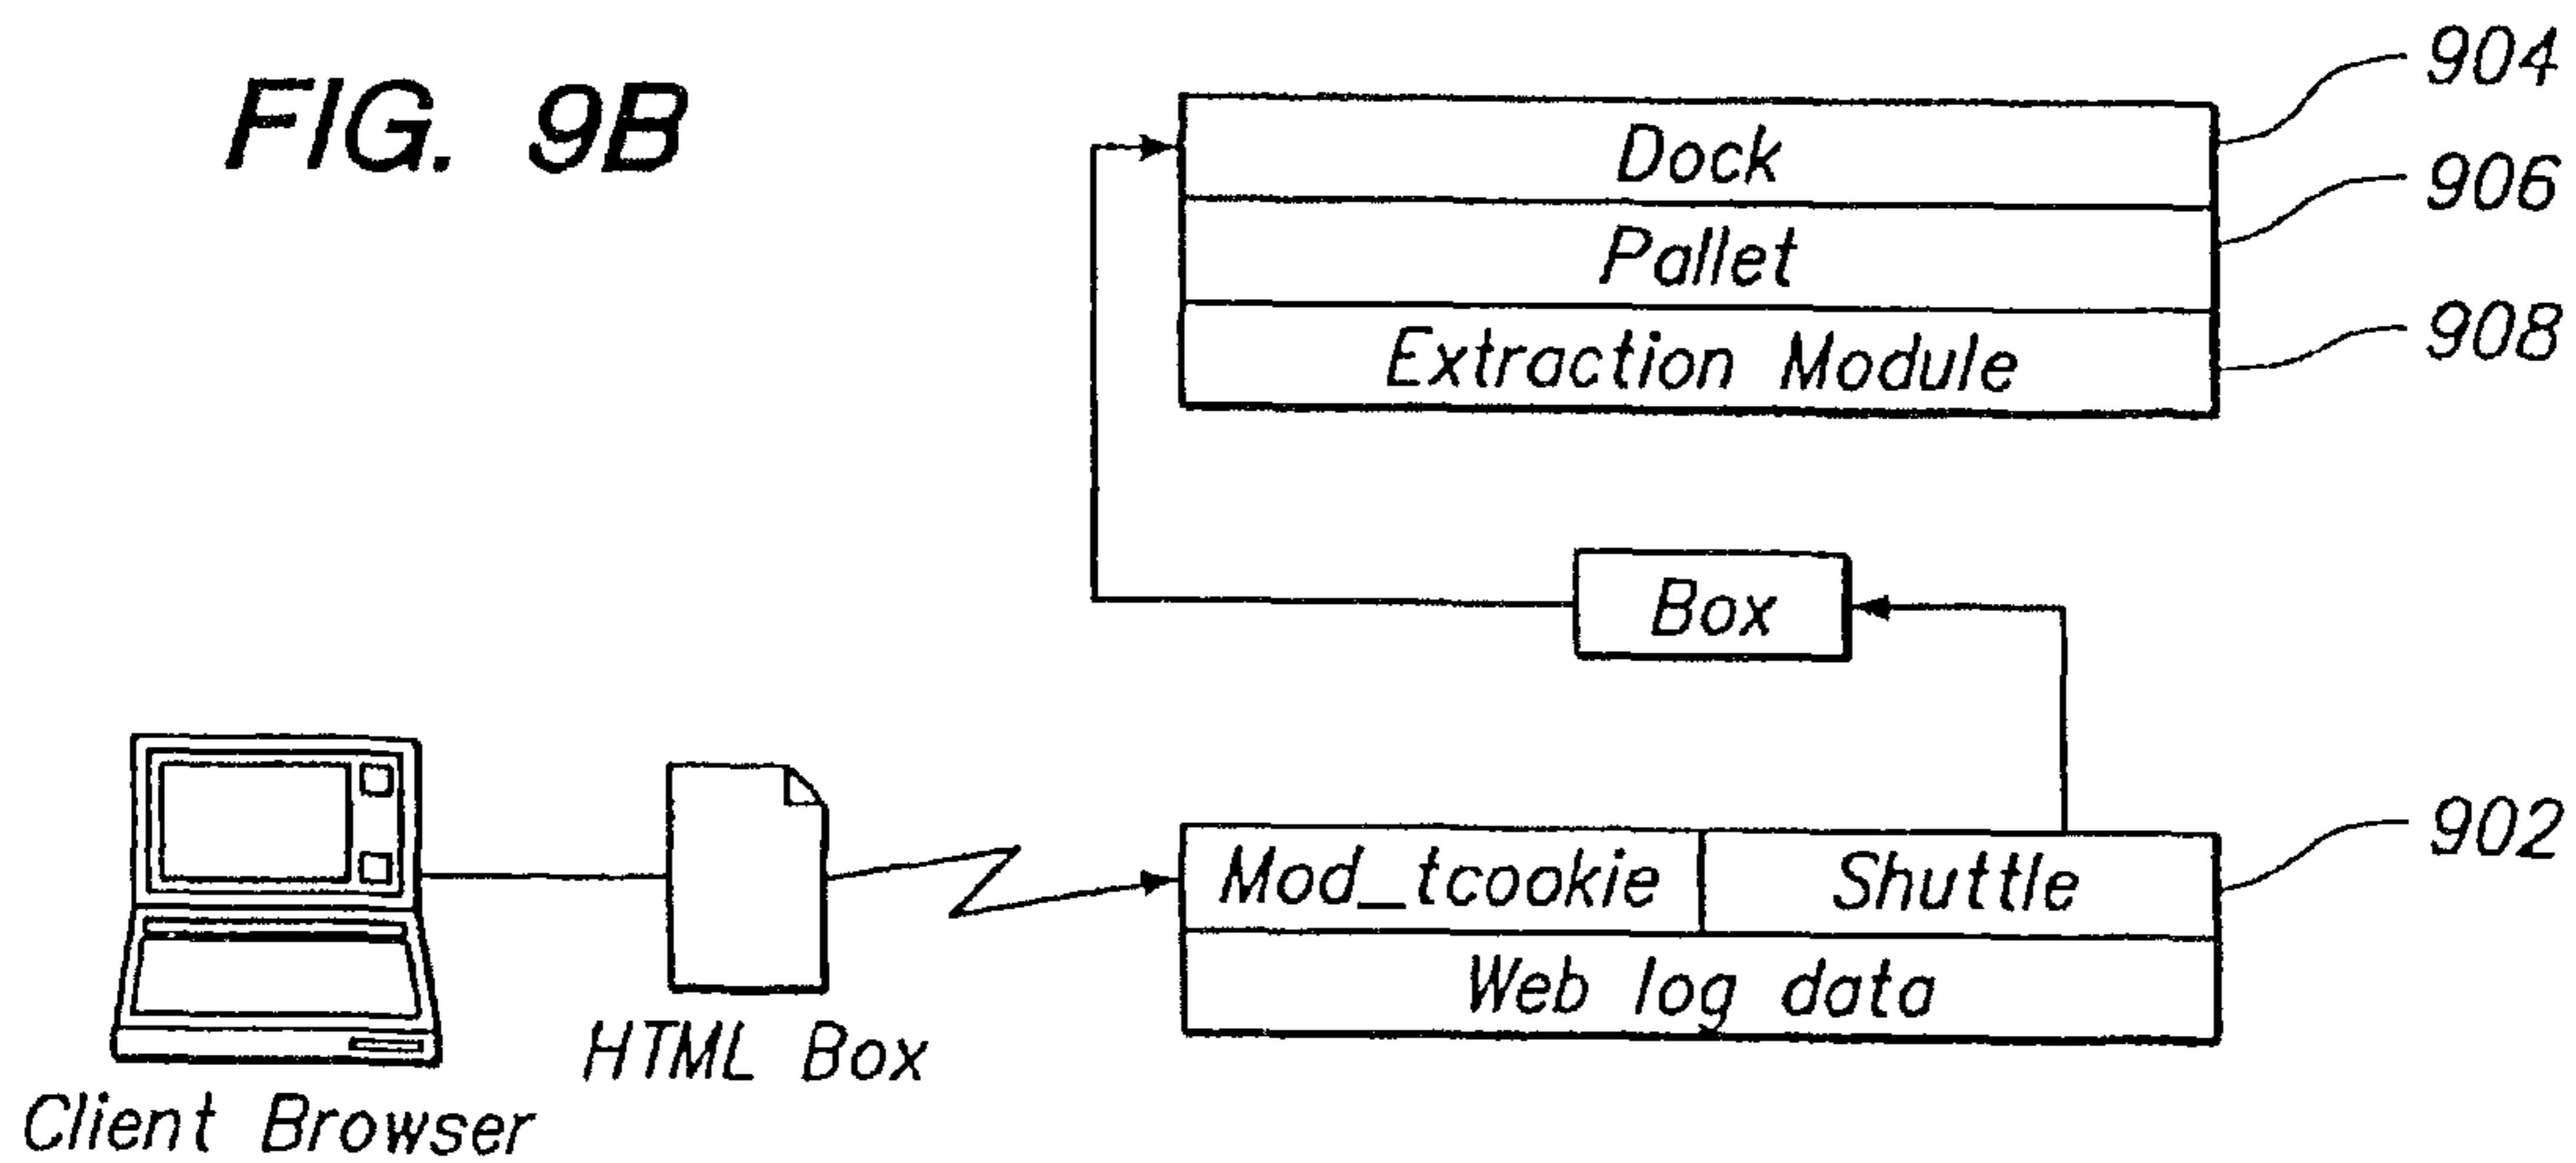 FIG. 9B
904
Dock
906
Pallet
908
Extraction Module
Box
902
Mod_tcookie
Shuttle
Web log data
HTML Box
Client Browser